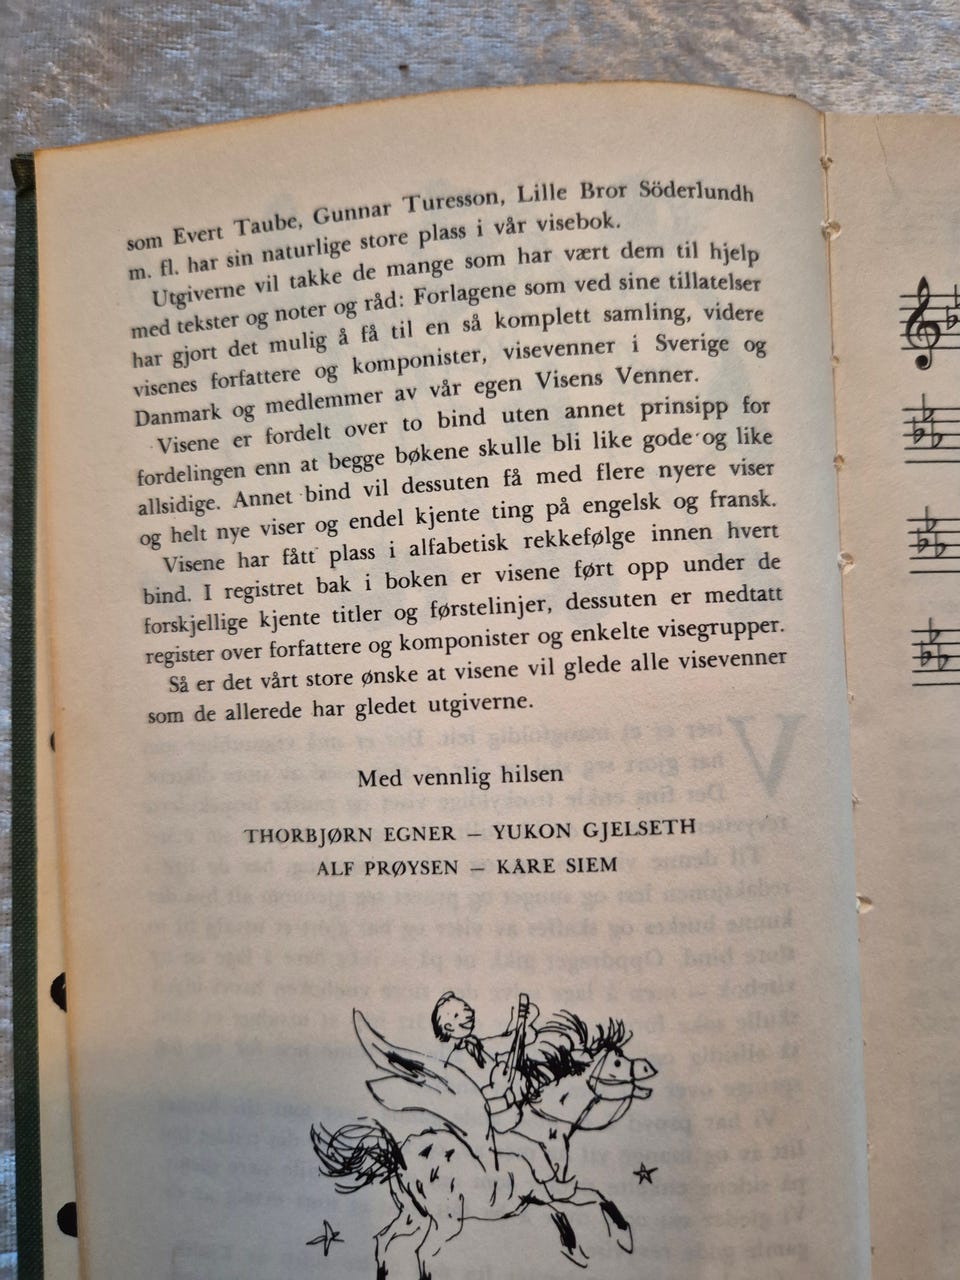 som Evert Taube, Gunnar Turesson, Lille Bror Söderlundh
m. fl. har sin naturlige store plass i vår visebok.
Utgiverne vil takke de mange som har vært dem til hjelp
med tekster og noter og råd: Forlagene som ved sine tillatelser
har gjort det mulig å få til en så komplett samling, videre
visenes forfattere og komponister, visevenner i Sverige og
Danmark og medlemmer av vår egen Visens Venner.
Visene er fordelt over to bind uten annet prinsipp for
fordelingen enn at begge bøkene skulle bli like gode og like
allsidige. Annet bind vil dessuten få med flere nyere viser
og helt nye viser og endel kjente ting på engelsk og fransk.
Visene har fått plass i alfabetisk rekkefølge innen hvert
bind. I registret bak i boken er visene ført opp under de
forskjellige kjente titler og førstelinjer, dessuten er medtatt
register over forfattere og komponister og enkelte visegrupper.
Så er det vårt store ønske at visene vil glede alle visevenner
som de allerede har gledet utgiverne.
Med vennlig hilsen
THORBJØRN EGNER — YUKON GJELSETH
ALF PRØYSEN — KÅRE SIEM